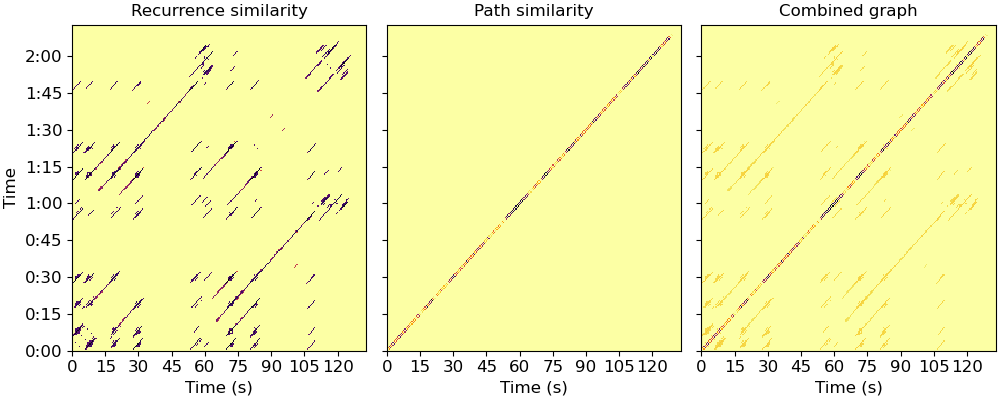 Recurrence similarity
Path similarity
Combined graph
Time
2:00
1:45
1:30
1:15
1:00
0:45
0:30
0:15
0:00
0 15 30 45 60 75 90 105 120
0 15 30 45 60 75 90 105 120
0 15 30 45 60 75 90 105 120
Time (s)
Time (s)
Time (s)